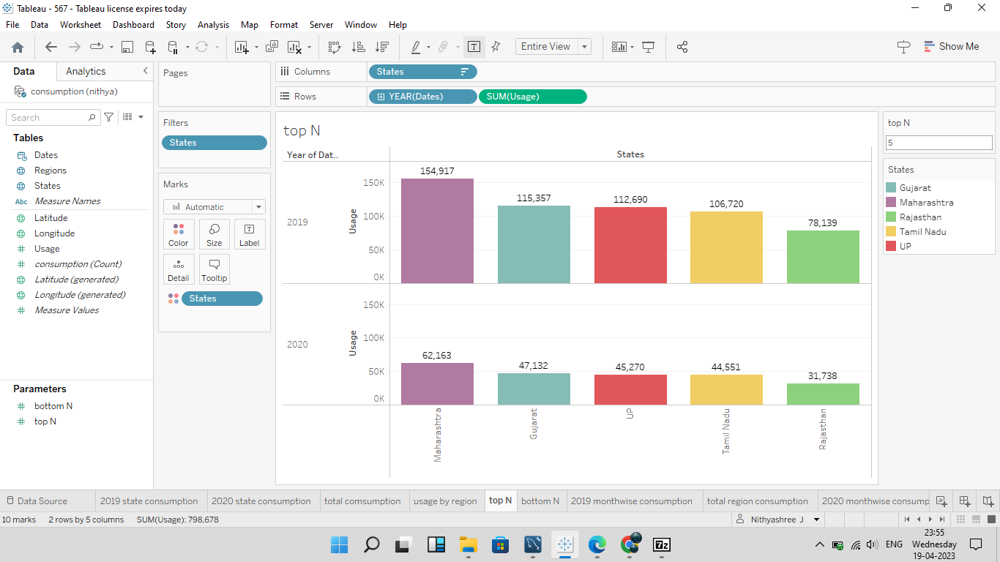 Tableau - 567 - Tableau license expires today
File Data Worksheet Dashboard Story Analysis Map Format Server Window Help
Entire View
Show Me
Data Analytics
consumption (nithya)
Search
Tables
Dates
Regions
States
Abc Measure Names
Latitude
Longitude
Usage
consumption (Count)
Latitude (generated)
Longitude (generated)
Measure Values
Parameters
bottom N
top N
Pages
Filters
States
Marks
Automatic
Color Size Label
Detail Tooltip
States
Columns States
Rows YEAR(Dates) SUM(Usage)
top N
Year of Dat..
States
2019
Usage
150K
100K
50K
0K
154,917
115,357
112,690
106,720
78,139
2020
Usage
150K
100K
50K
0K
62,163
47,132
45,270
44,551
31,738
Maharashtra
Gujarat
UP
Tamil Nadu
Rajasthan
top N
5
States
Gujarat
Maharashtra
Rajasthan
Tamil Nadu
UP
Data Source 2019 state consumption 2020 state consumption total comsumption usage by region top N bottom N 2019 monthwise consumption total region consumption 2020 monthwise consump
10 marks 2 rows by 5 columns SUM(Usage): 798,678
Nithyashree J
7z
ENG
23:55
Wednesday
19-04-2023